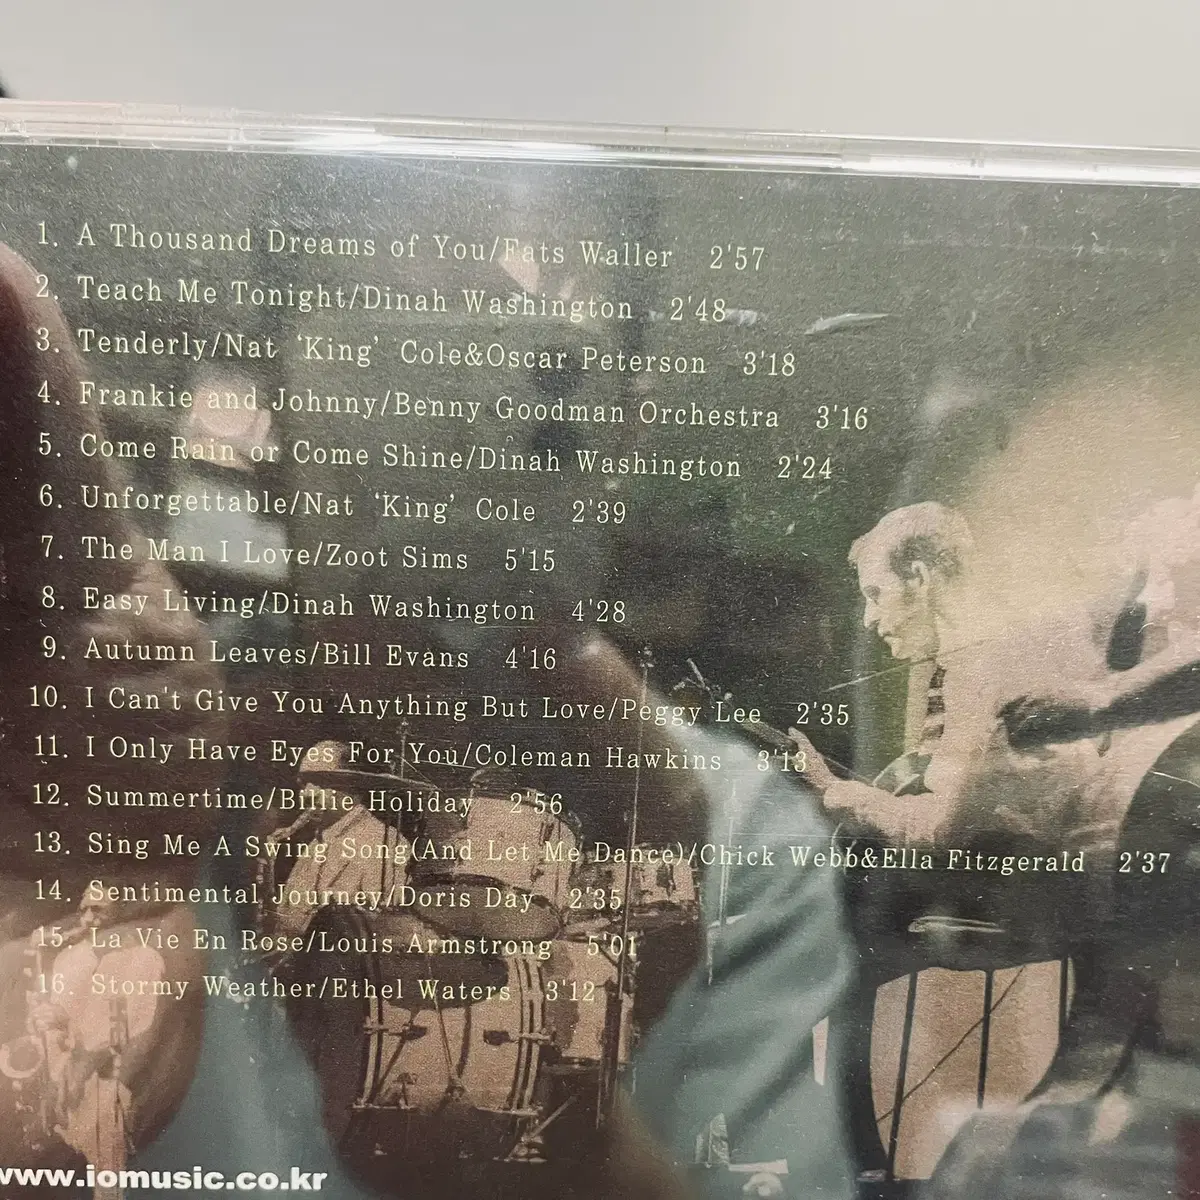 1. A Thousand Dreams of You/Fats Waller 2'57
2. Teach Me Tonight/Dinah Washington 2'48
3. Tenderly/Nat ‘King’ Cole&Oscar Peterson 3'18
4. Frankie and Johnny/Benny Goodman Orchestra 3'16
5. Come Rain or Come Shine/Dinah Washington 2'24
6. Unforgettable/Nat ‘King’ Cole 2'39
7. The Man I Love/Zoot Sims 5'15
8. Easy Living/Dinah Washington 4'28
9. Autumn Leaves/Bill Evans 4'16
10. I Can't Give You Anything But Love/Peggy Lee 2'35
11. I Only Have Eyes For You/Coleman Hawkins 3'13
12. Summertime/Billie Holiday 2'56
13. Sing Me A Swing Song(And Let Me Dance)/Chick Webb&Ella Fitzgerald 2'37
14. Sentimental Journey/Doris Day 2'35
15. La Vie En Rose/Louis Armstrong 5'01
16. Stormy Weather/Ethel Waters 3'12
www.iomusic.co.kr